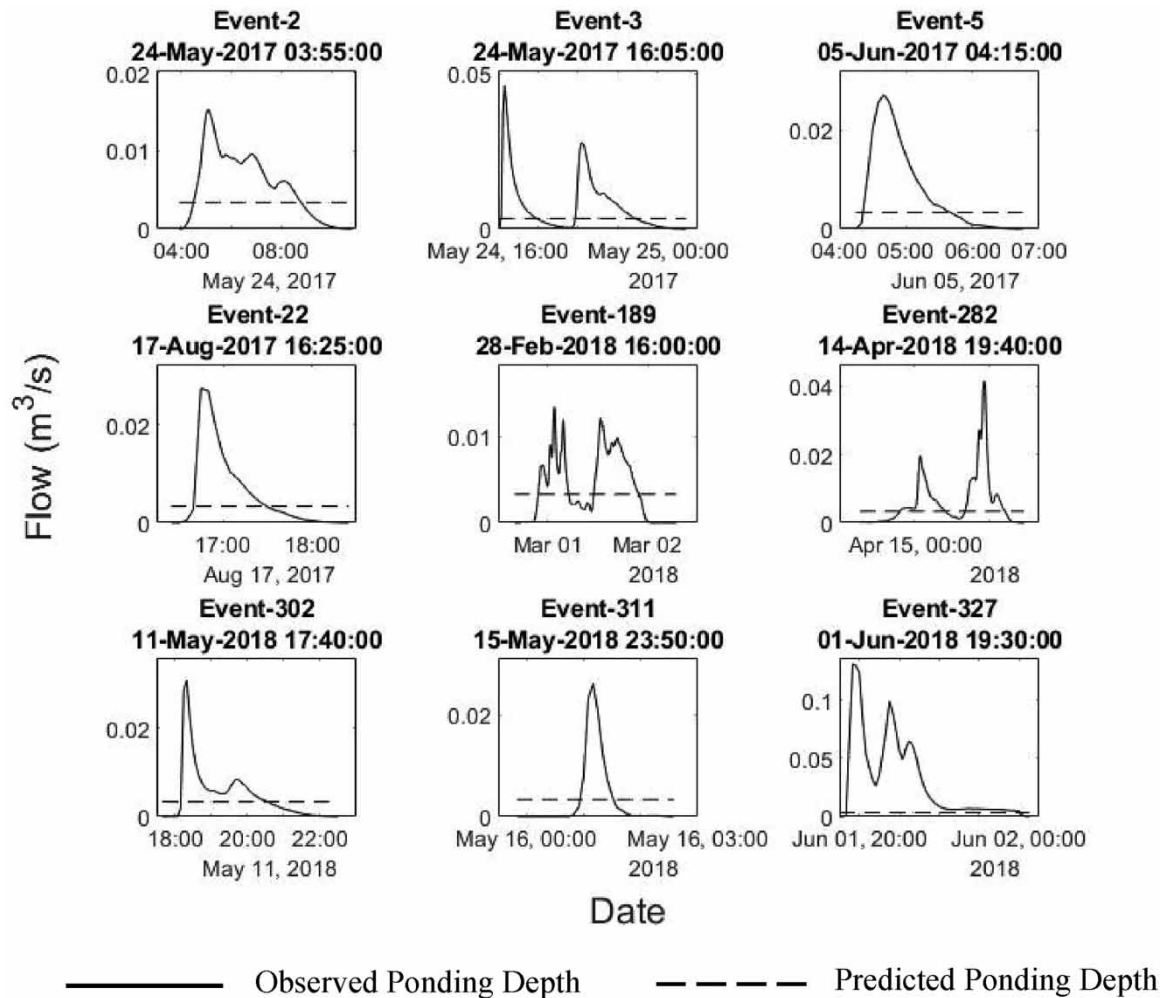 Event-2
24-May-2017 03:55:00
0.02
0.01
0
04:00 08:00
May 24, 2017
Event-3
24-May-2017 16:05:00
0.05
0
May 24, 16:00 May 25, 00:00
2017
Event-5
05-Jun-2017 04:15:00
0.02
0
04:00 05:00 06:00 07:00
Jun 05, 2017
Event-22
17-Aug-2017 16:25:00
0.02
0
17:00 18:00
Aug 17, 2017
Event-189
28-Feb-2018 16:00:00
0.01
0
Mar 01 Mar 02
2018
Event-282
14-Apr-2018 19:40:00
0.04
0.02
0
Apr 15, 00:00
2018
Event-302
11-May-2018 17:40:00
0.02
0
18:00 20:00 22:00
May 11, 2018
Event-311
15-May-2018 23:50:00
0.02
0
May 16, 00:00 May 16, 03:00
2018
Event-327
01-Jun-2018 19:30:00
0.1
0.05
0
Jun 01, 20:00 Jun 02, 00:00
2018
Flow (m³/s)
Date
Observed Ponding Depth Predicted Ponding Depth